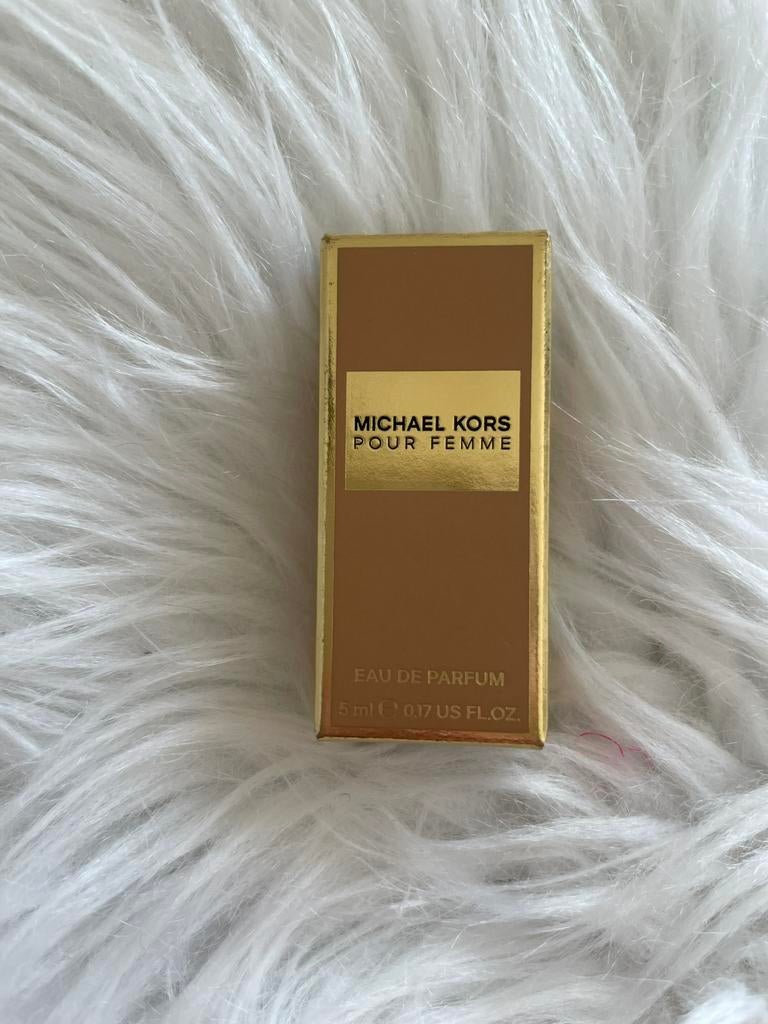 MICHAEL KORS
POUR FEMME
EAU DE PARFUM
5 ml ℮ 0.17 US FL.OZ.